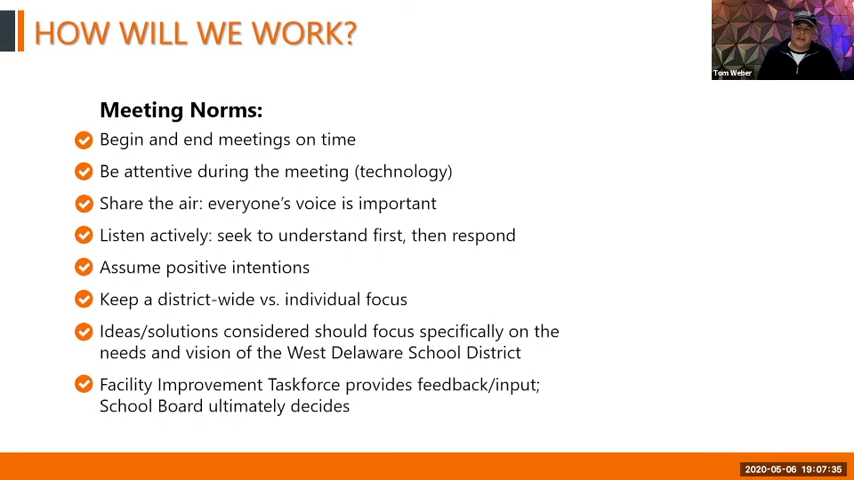 HOW WILL WE WORK?
Tom Weber
Meeting Norms:
Begin and end meetings on time
Be attentive during the meeting (technology)
Share the air: everyone's voice is important
Listen actively: seek to understand first, then respond
Assume positive intentions
Keep a district-wide vs. individual focus
Ideas/solutions considered should focus specifically on the
needs and vision of the West Delaware School District
Facility Improvement Taskforce provides feedback/input;
School Board ultimately decides
2020-05-06 19:07:35